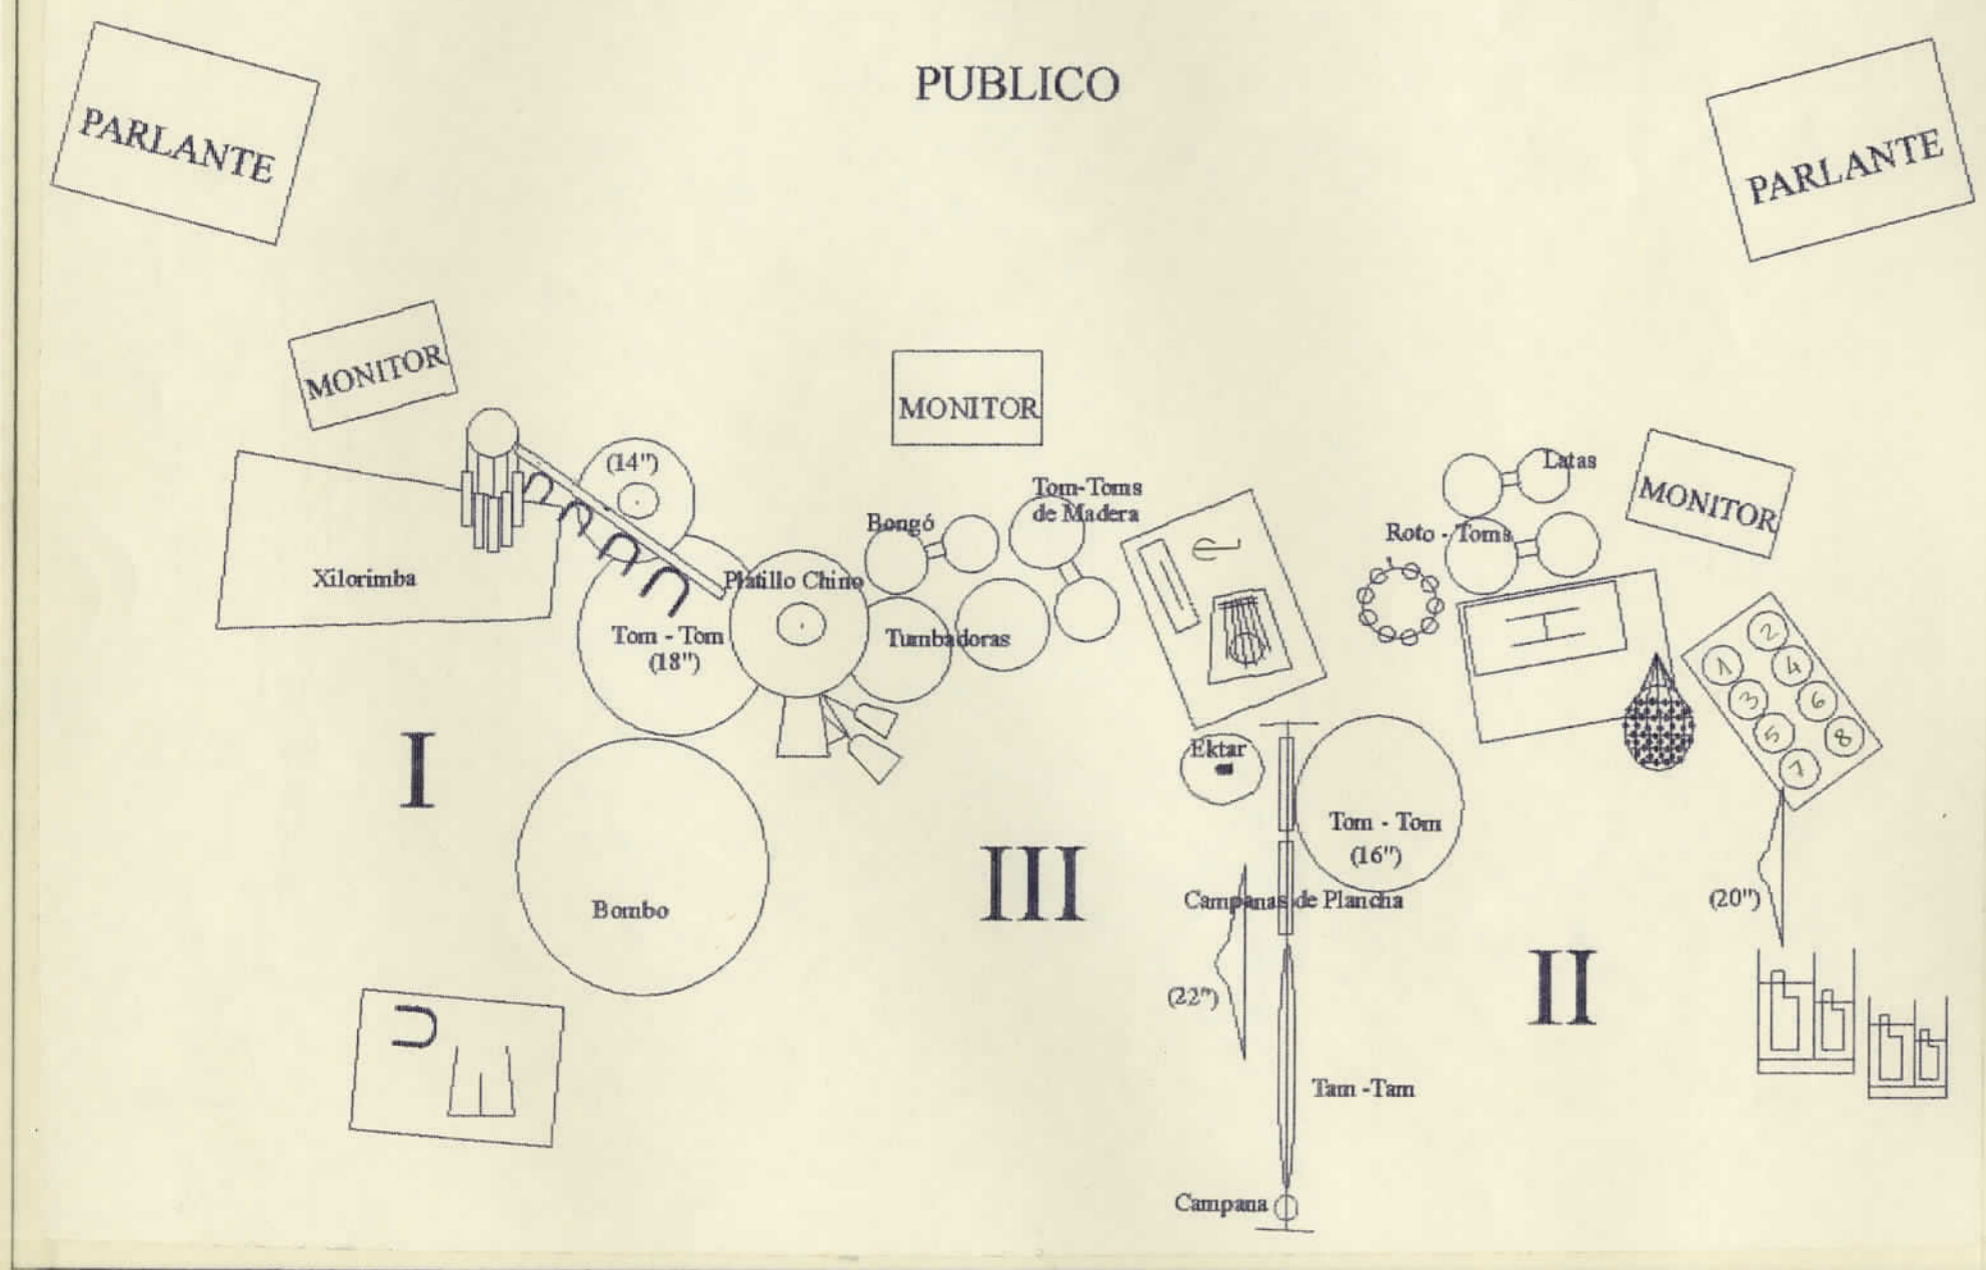 PUBLICO
PARLANTE
PARLANTE
MONITOR
MONITOR
MONITOR
(14")
Latas
Tom-Toms
de Madera
Bongó
Roto - Toms
Xilorimba
Platillo Chino
Tom - Tom
(18")
Tumbadoras
2
1
4
3
6
5
8
7
I
Ektar
Tom - Tom
(16")
III
Campanas de Plancha
(20")
Bombo
(22")
II
Tam -Tam
Campana